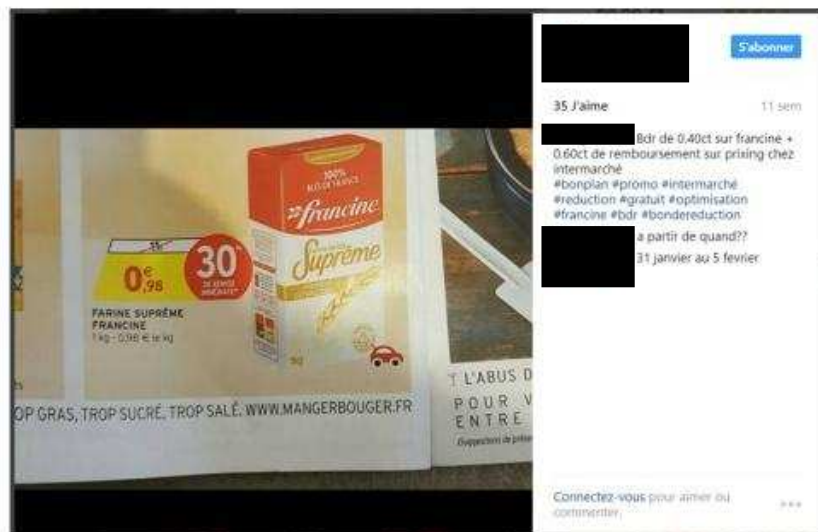 100%
francine
Suprême
0€,98
30
DE REMISE
IMMÉDIATE
FARINE SUPRÊME
FRANCINE
1 kg - 0,98 € le kg
1kg
OP GRAS, TROP SUCRÉ, TROP SALÉ. WWW.MANGERBOUGER.FR
L'ABUS D
POUR V
ENTRE
S'abonner
35 J'aime
11 sem
Bdr de 0.40ct sur francine +
0.60ct de remboursement sur prixing chez
intermarché
#bonplan #promo #intermarché
#reduction #gratuit #optimisation
#francine #bdr #bondereduction
a partir de quand??
31 janvier au 5 fevrier
Connectez-vous pour aimer ou
commenter.